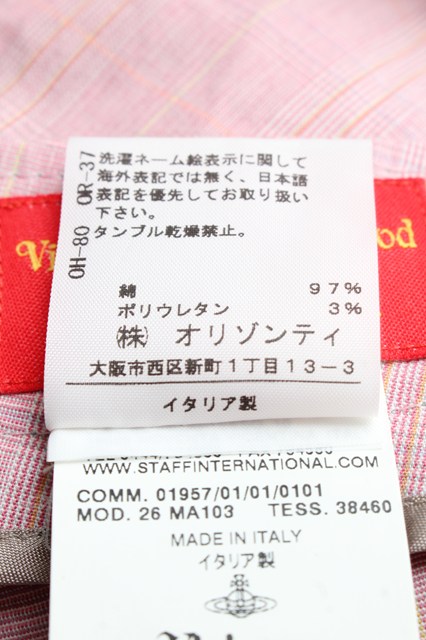 洗濯ネーム絵表示に関して
海外表記では無く、日本語
表記を優先してお取り扱い
下さい。
タンブル乾燥禁止。
OH-80 OR-37
綿 97%
ポリウレタン 3%
㈱ オリゾンティ
大阪市西区新町1丁目13-3
イタリア製
WWW.STAFFINTERNATIONAL.COM
COMM. 01957/01/01/0101
MOD. 26 MA103 TESS. 38460
MADE IN ITALY
イタリア製